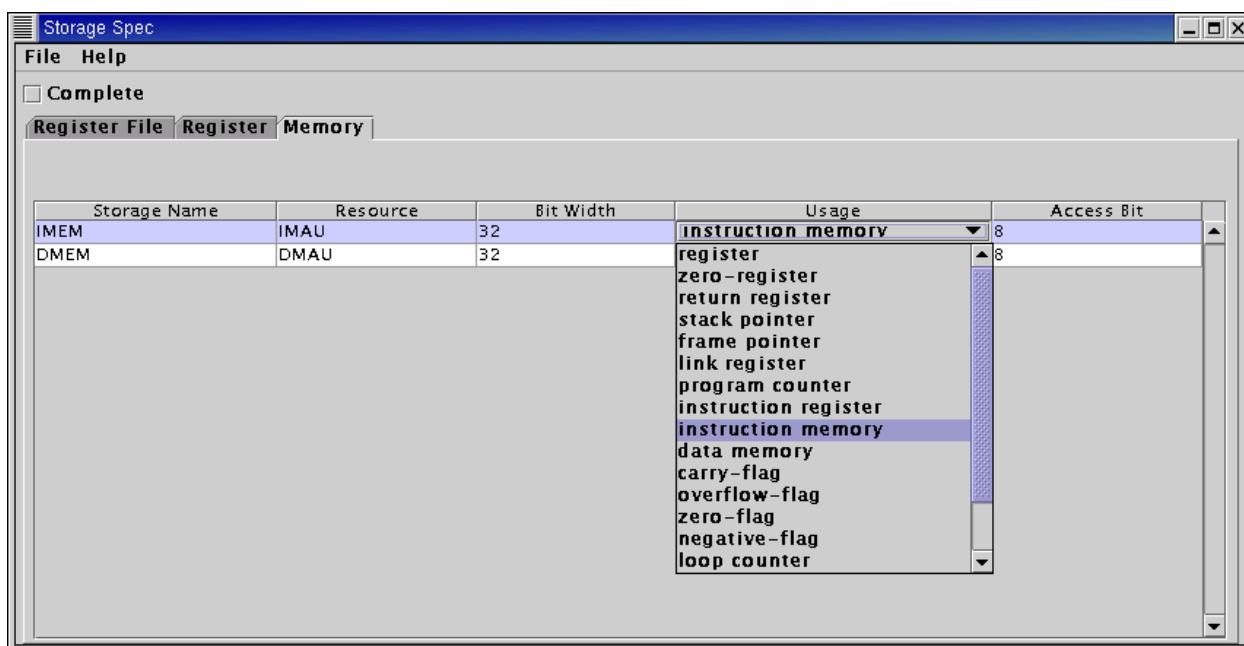 Storage Spec
File Help
Complete
Register File Register Memory
Storage Name Resource Bit Width Usage Access Bit
IMEM IMAU 32 instruction memory 8
DMEM DMAU 32 register 8
zero-register
return register
stack pointer
frame pointer
link register
program counter
instruction register
instruction memory
data memory
carry-flag
overflow-flag
zero-flag
negative-flag
loop counter